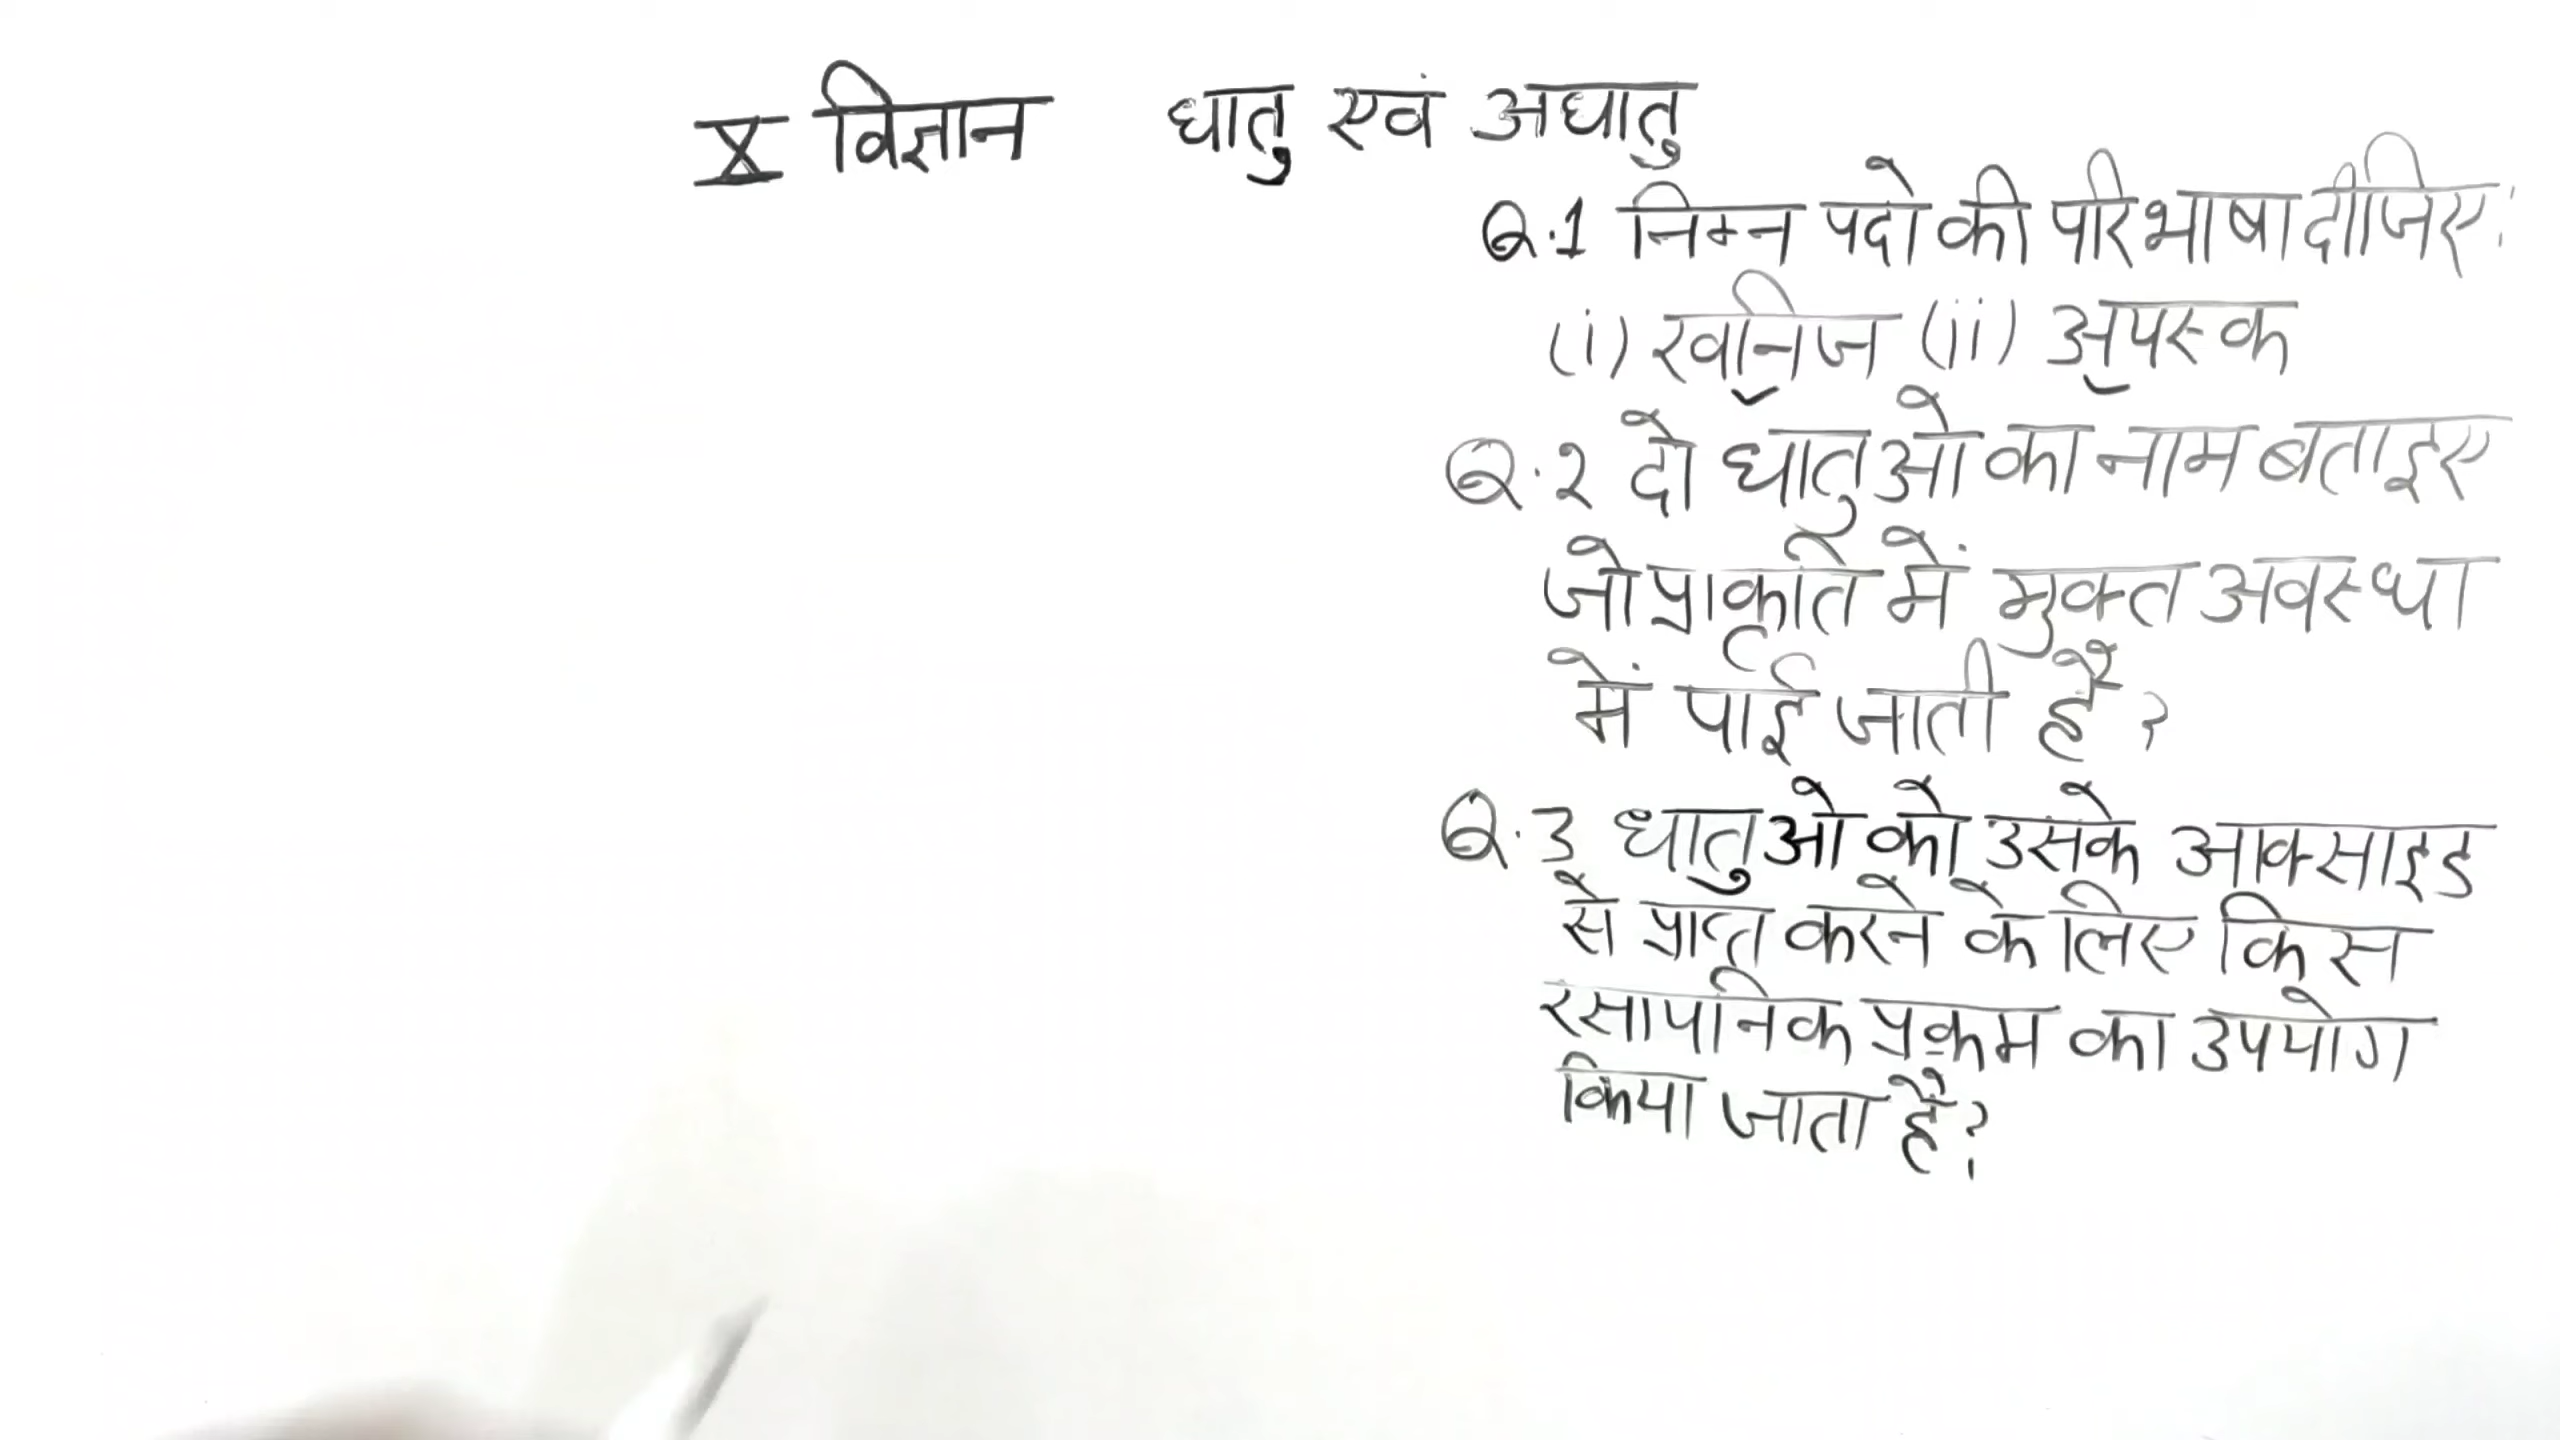 X विज्ञान धातु एवं अधातु
Q.1 निम्न पदो की परिभाषा दीजिए:
(i) खनिज (ii) अयस्क
Q.2 दो धातुओ का नाम बताइए
जो प्राकृति में मुक्त अवस्था
में पाई जाती है?
Q.3 धातुओ को उसके आक्साइड
से प्राप्त करने के लिए किस
रसायनिक प्रक्रम का उपयोग
किया जाता है?